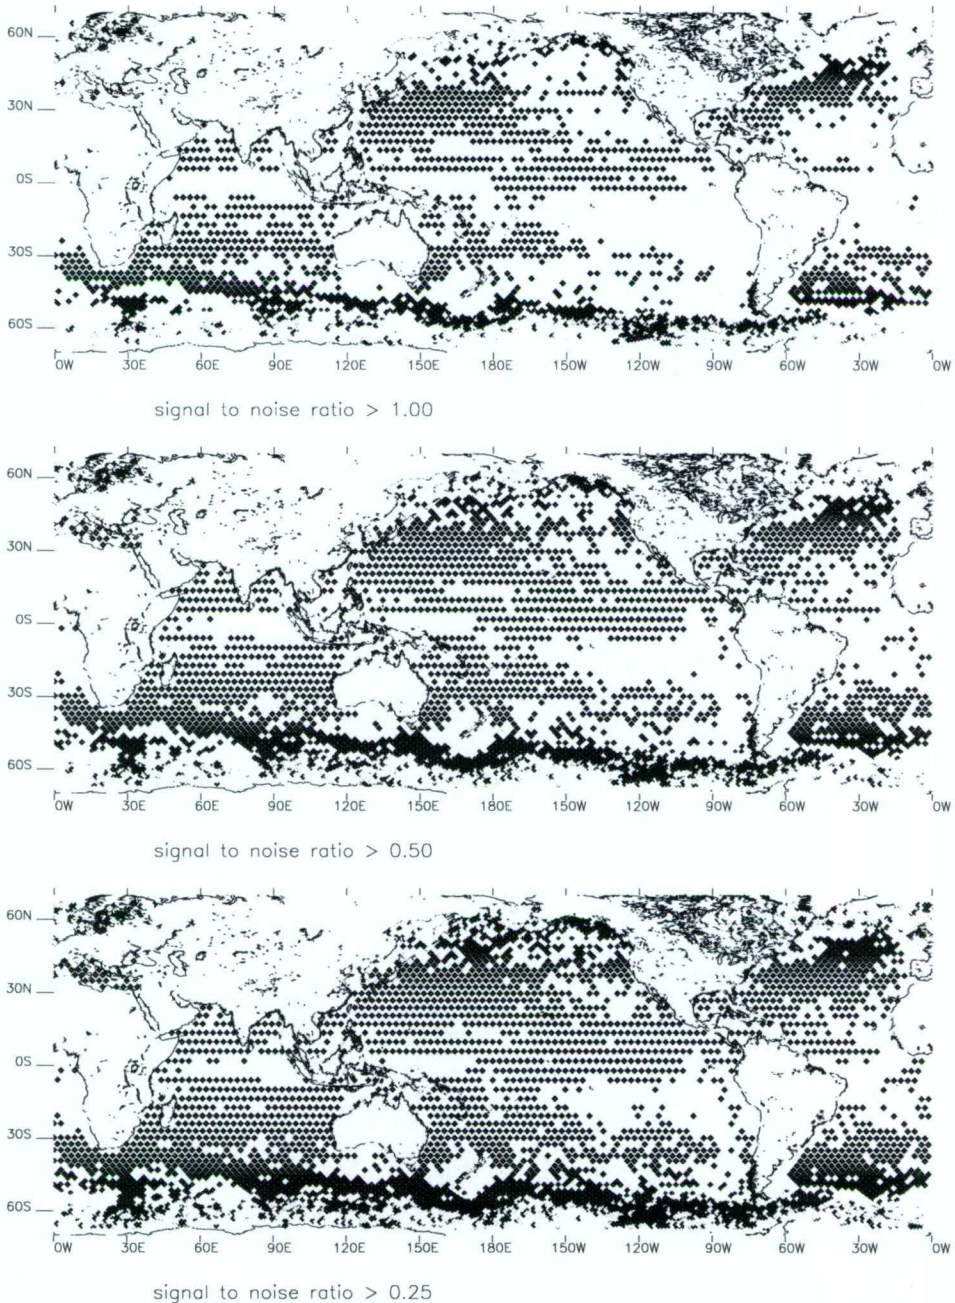 60N
30N
0S
30S
60S
0W 30E 60E 90E 120E 150E 180E 150W 120W 90W 60W 30W 0W
signal to noise ratio > 1.00
60N
30N
0S
30S
60S
0W 30E 60E 90E 120E 150E 180E 150W 120W 90W 60W 30W 0W
signal to noise ratio > 0.50
60N
30N
0S
30S
60S
0W 30E 60E 90E 120E 150E 180E 150W 120W 90W 60W 30W 0W
signal to noise ratio > 0.25